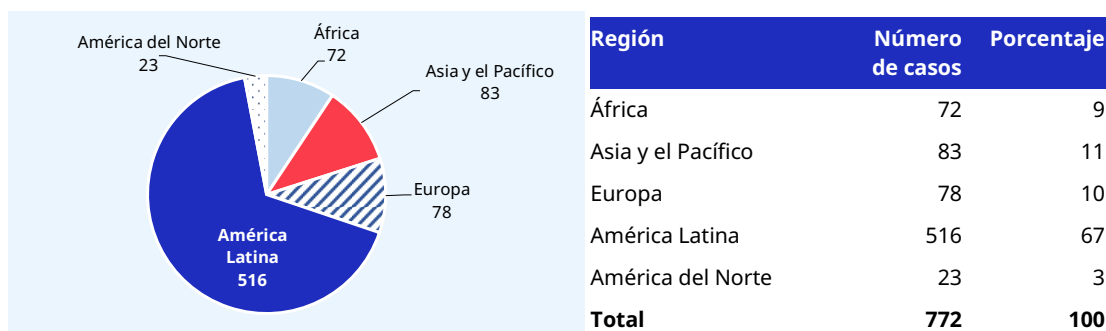 América del Norte
23
África
72
Asia y el Pacífico
83
Europa
78
América
Latina
516
Región Número de casos Porcentaje
África 72 9
Asia y el Pacífico 83 11
Europa 78 10
América Latina 516 67
América del Norte 23 3
Total 772 100